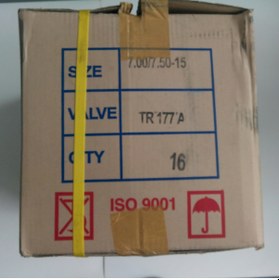 SIZE 7.00/7.50-15
VALVE TR 177 A
QTY 16
ISO 9001